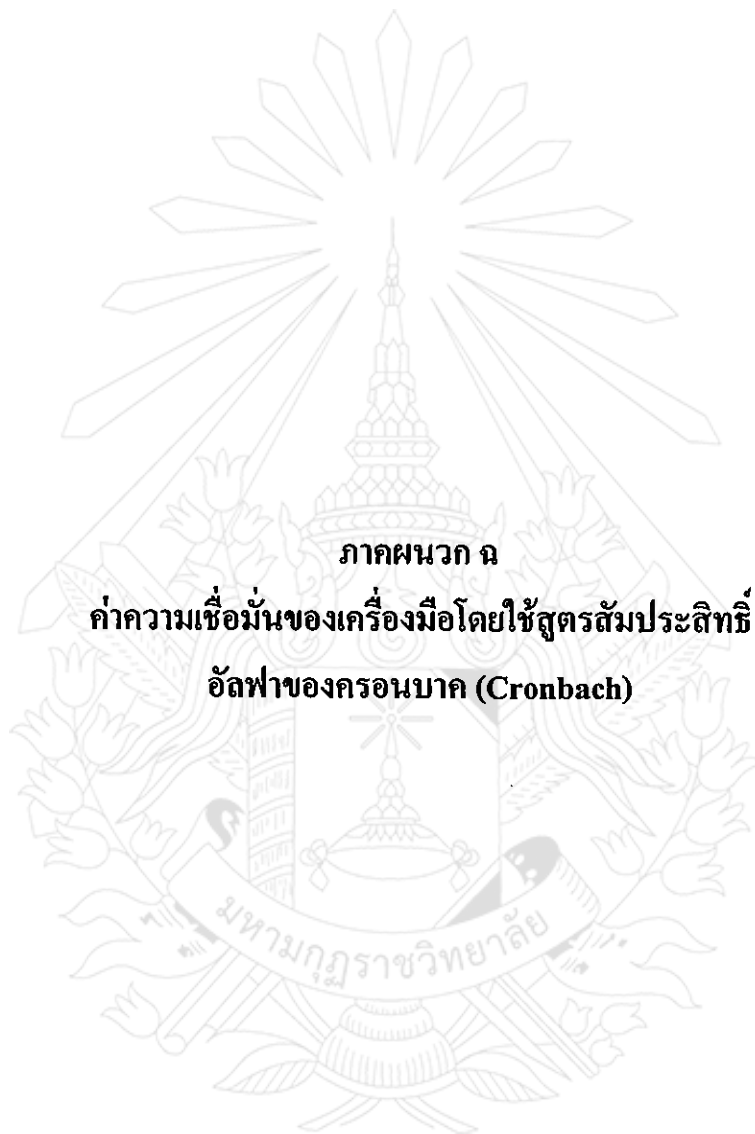 ภาคผนวก ฉ
ค่าความเชื่อมั่นของเครื่องมือโดยใช้สูตรสัมประสิทธิ์
อัลฟาของครอนบาค (Cronbach)
มหามกุฏราชวิทยาลัย